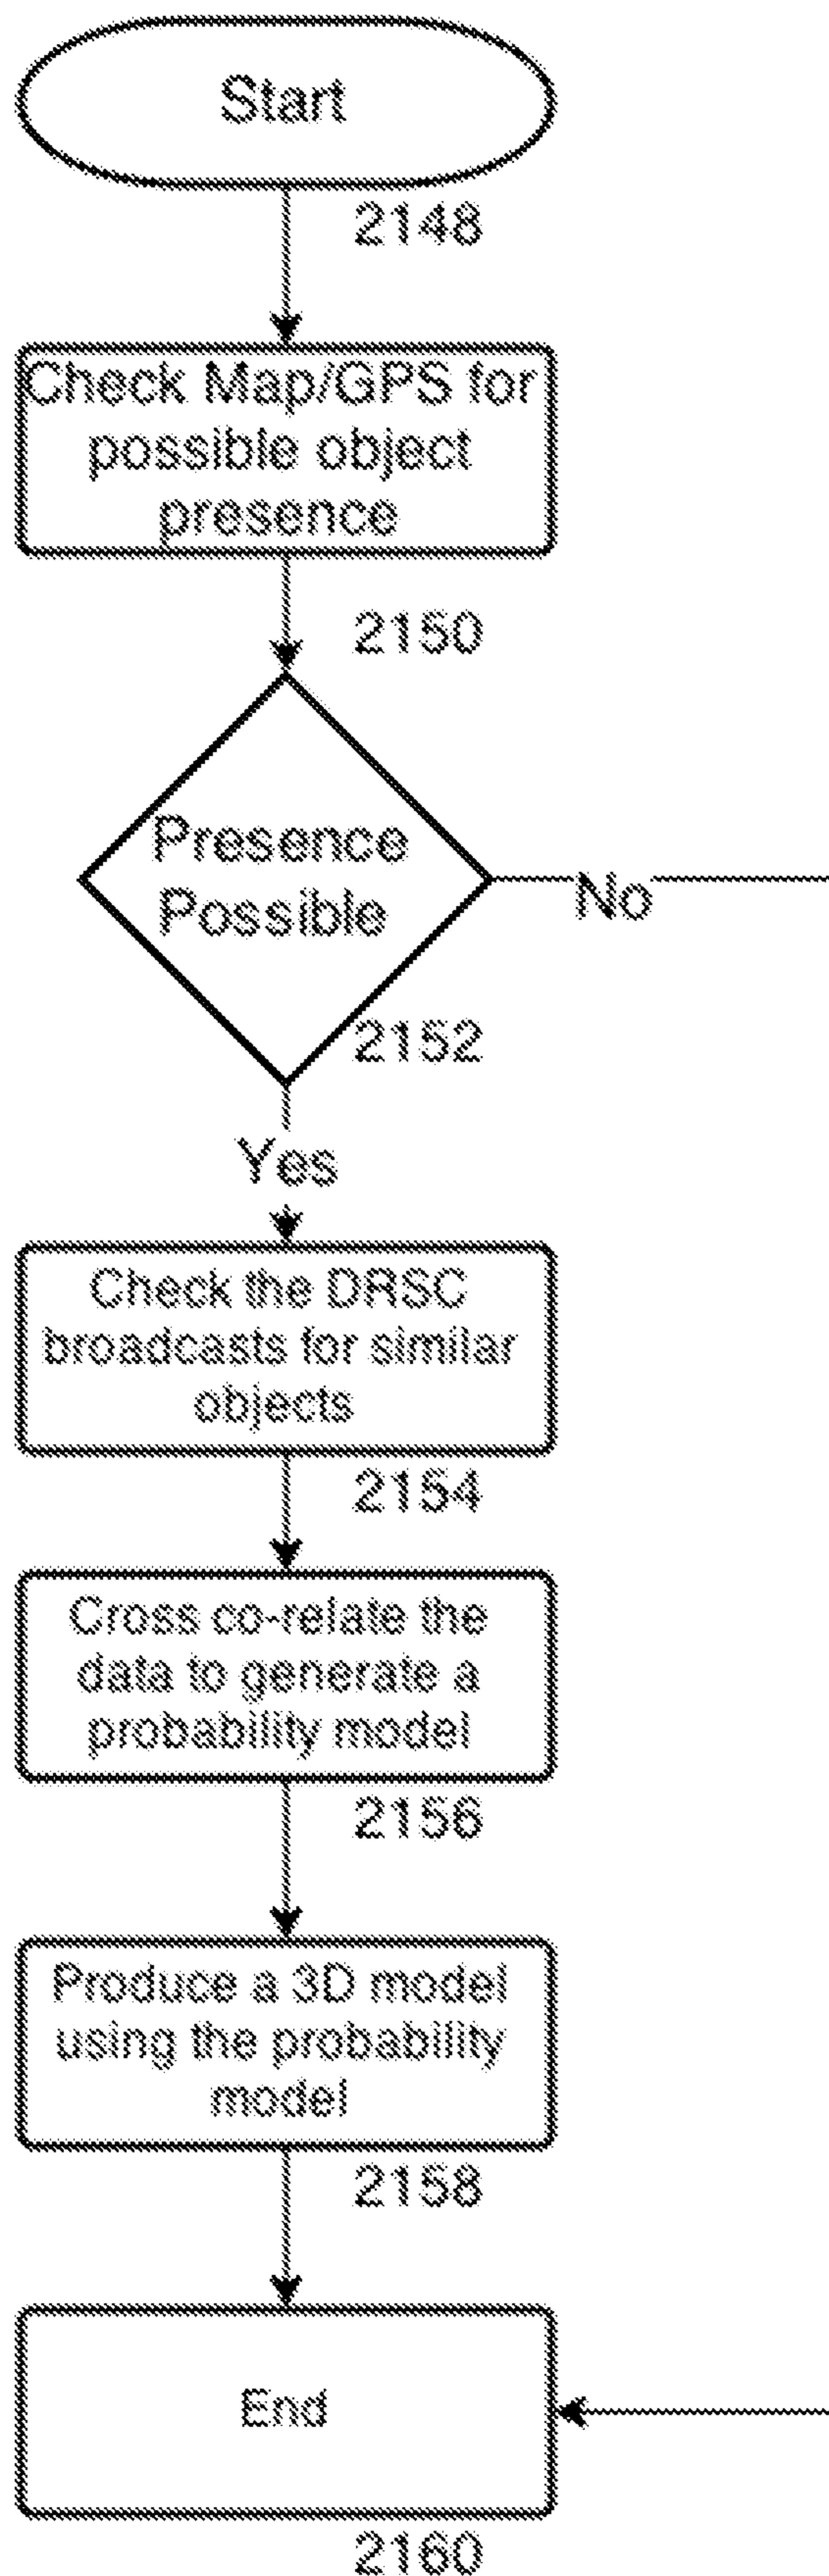 Start
2148
Check Map/GPS for
possible object
presence
2150
Presence
Possible
No
2152
Yes
Check the DRSC
broadcasts for similar
objects
2154
Cross co-relate the
data to generate a
probability model
2156
Produce a 3D model
using the probability
model
2158
End
2160